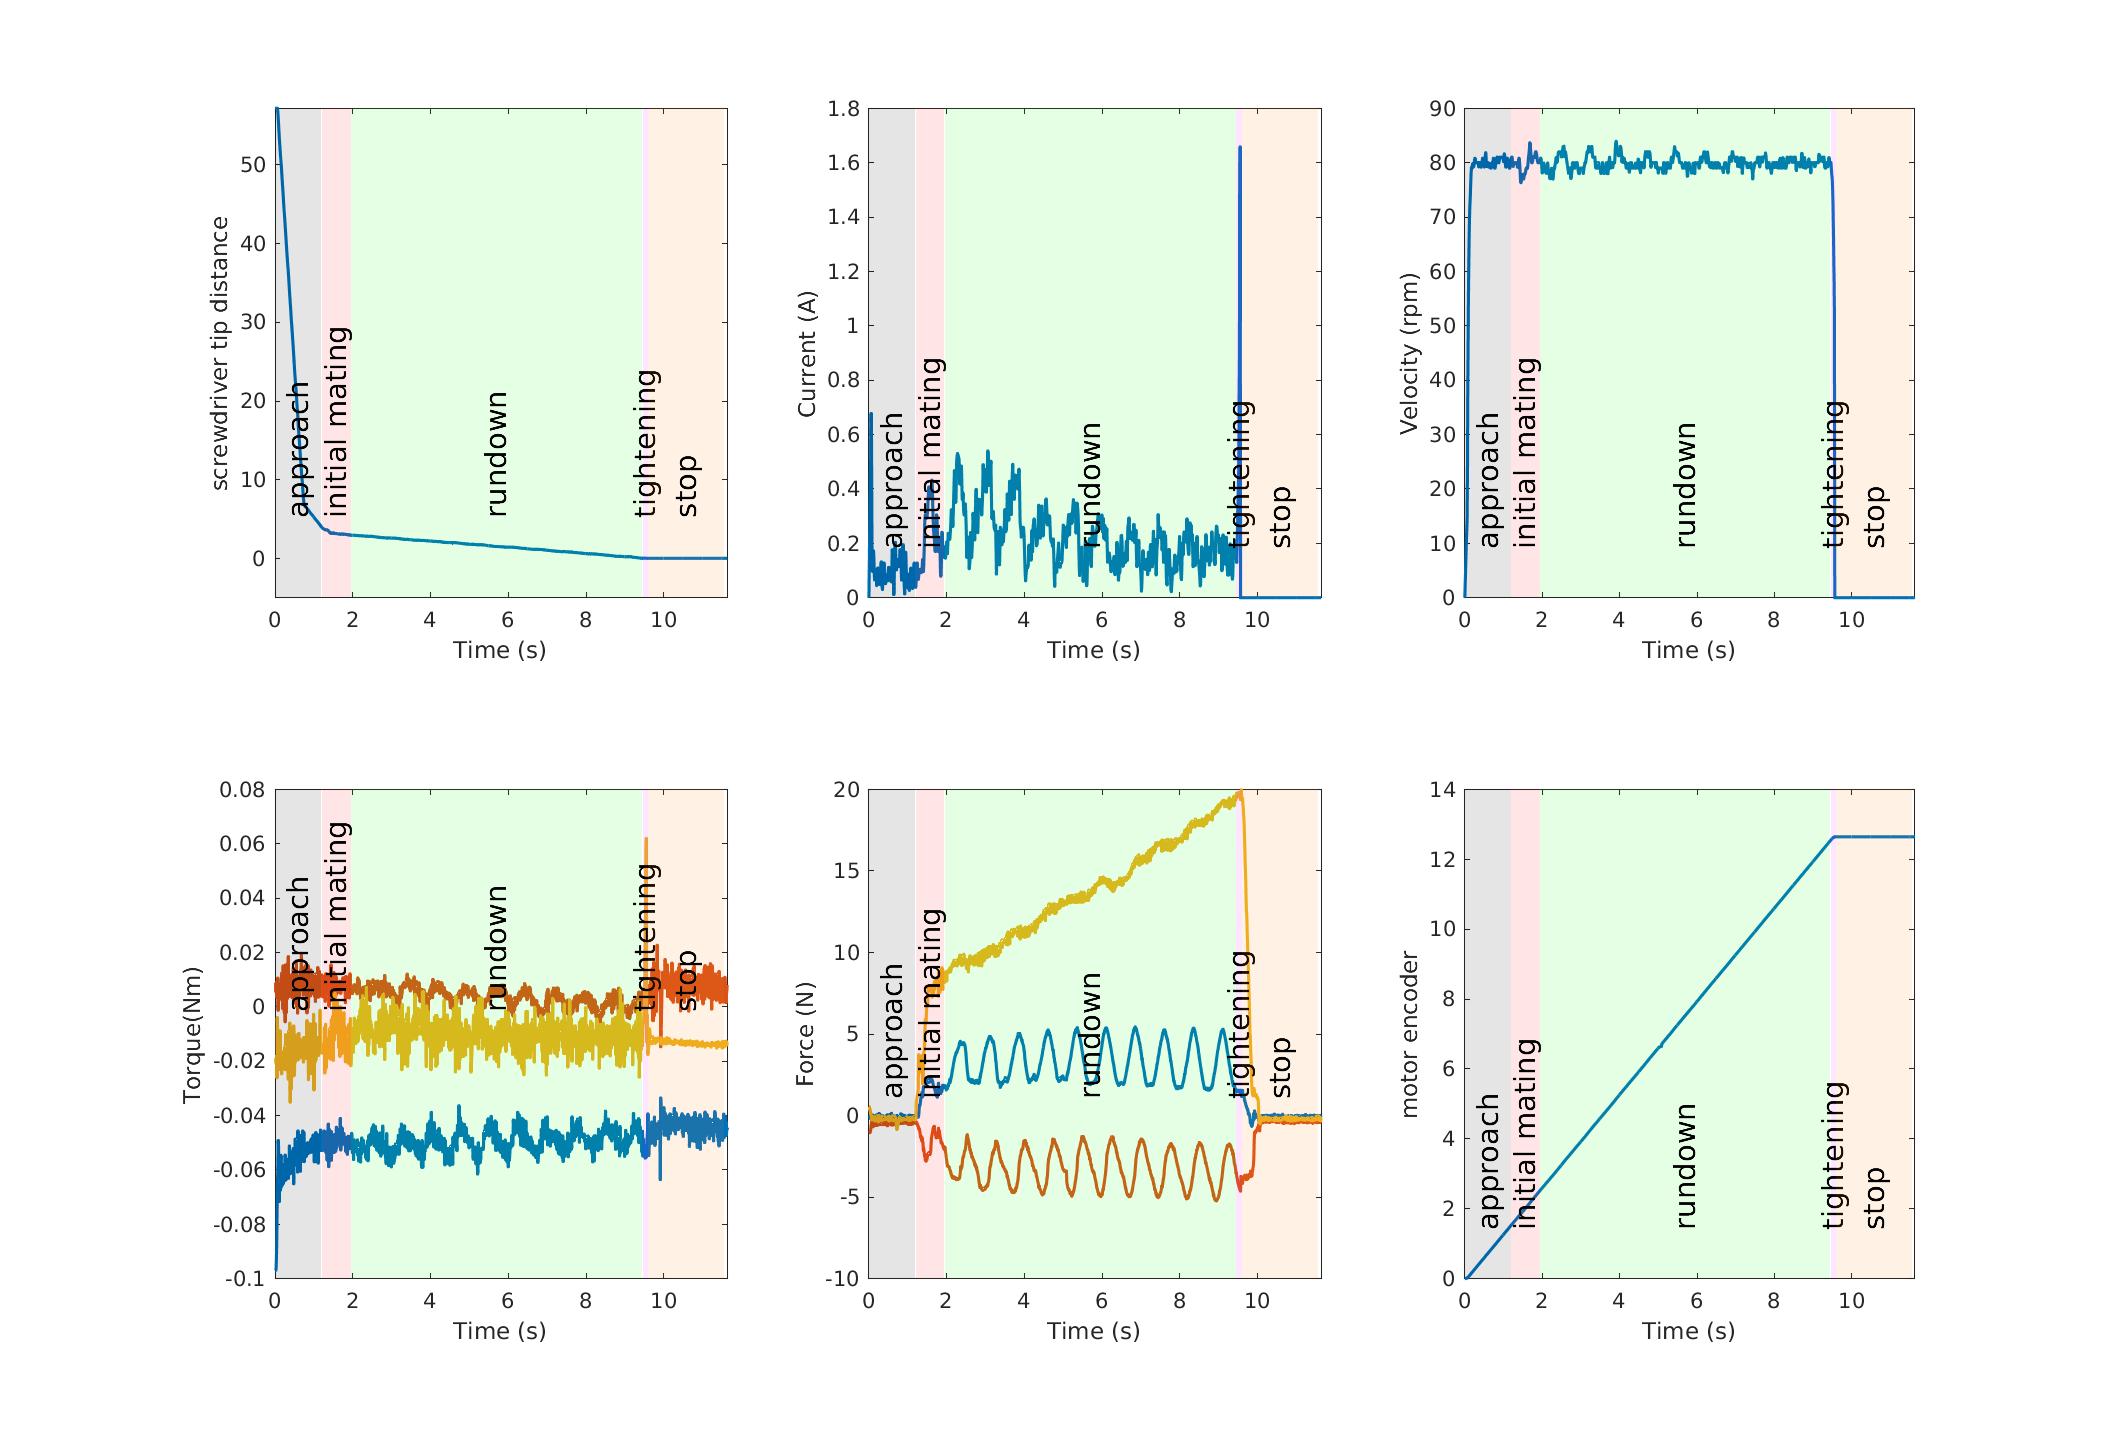 screwdriver tip distance
50
40
30
20
10
0
approach
initial mating
rundown
tightening
stop
0 2 4 6 8 10
Time (s)
Current (A)
1.8
1.6
1.4
1.2
1
0.8
0.6
0.4
0.2
0
approach
initial mating
rundown
tightening
stop
0 2 4 6 8 10
Time (s)
Velocity (rpm)
90
80
70
60
50
40
30
20
10
0
approach
initial mating
rundown
tightening
stop
0 2 4 6 8 10
Time (s)
Torque(Nm)
0.08
0.06
0.04
0.02
0
-0.02
-0.04
-0.06
-0.08
-0.1
approach
initial mating
rundown
tightening
stop
0 2 4 6 8 10
Time (s)
Force (N)
20
15
10
5
0
-5
-10
approach
initial mating
rundown
tightening
stop
0 2 4 6 8 10
Time (s)
motor encoder
14
12
10
8
6
4
2
0
approach
initial mating
rundown
tightening
stop
0 2 4 6 8 10
Time (s)